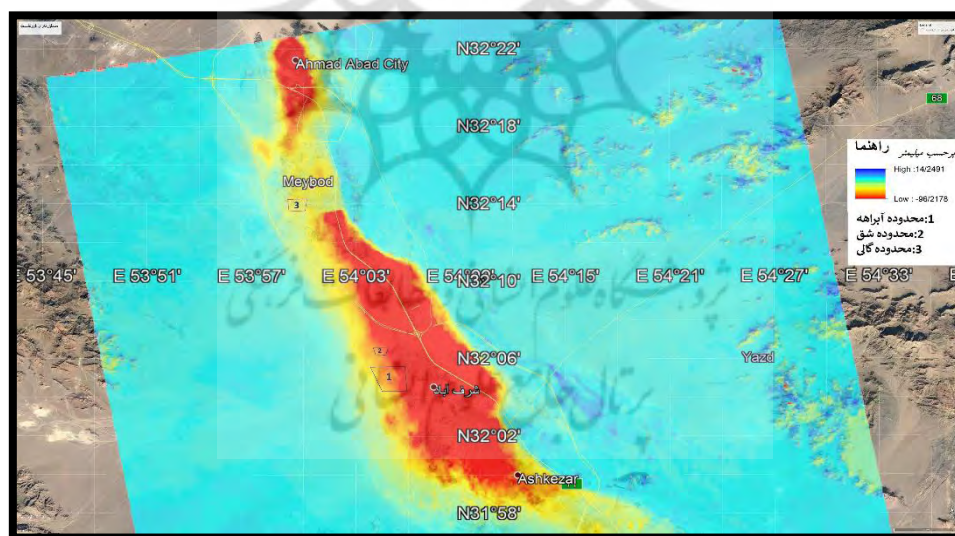 N32°22'
Ahmad Abad City
68
N32°18'
راهنما برحسب میلیمتر
High :14/2491
Low : -96/2178
Meybod
3
N32°14'
1:محدوده آبراهه
2:محدوده شق
3:محدوده گالی
E 53°45' E 53°51' E 53°57' E 54°03' E 54°15' E 54°21' E 54°27' E 54°33'
N32°10'
N32°06'
Yazd
2
1
شرف آباد
N32°02'
Ashkezar
N31°58'